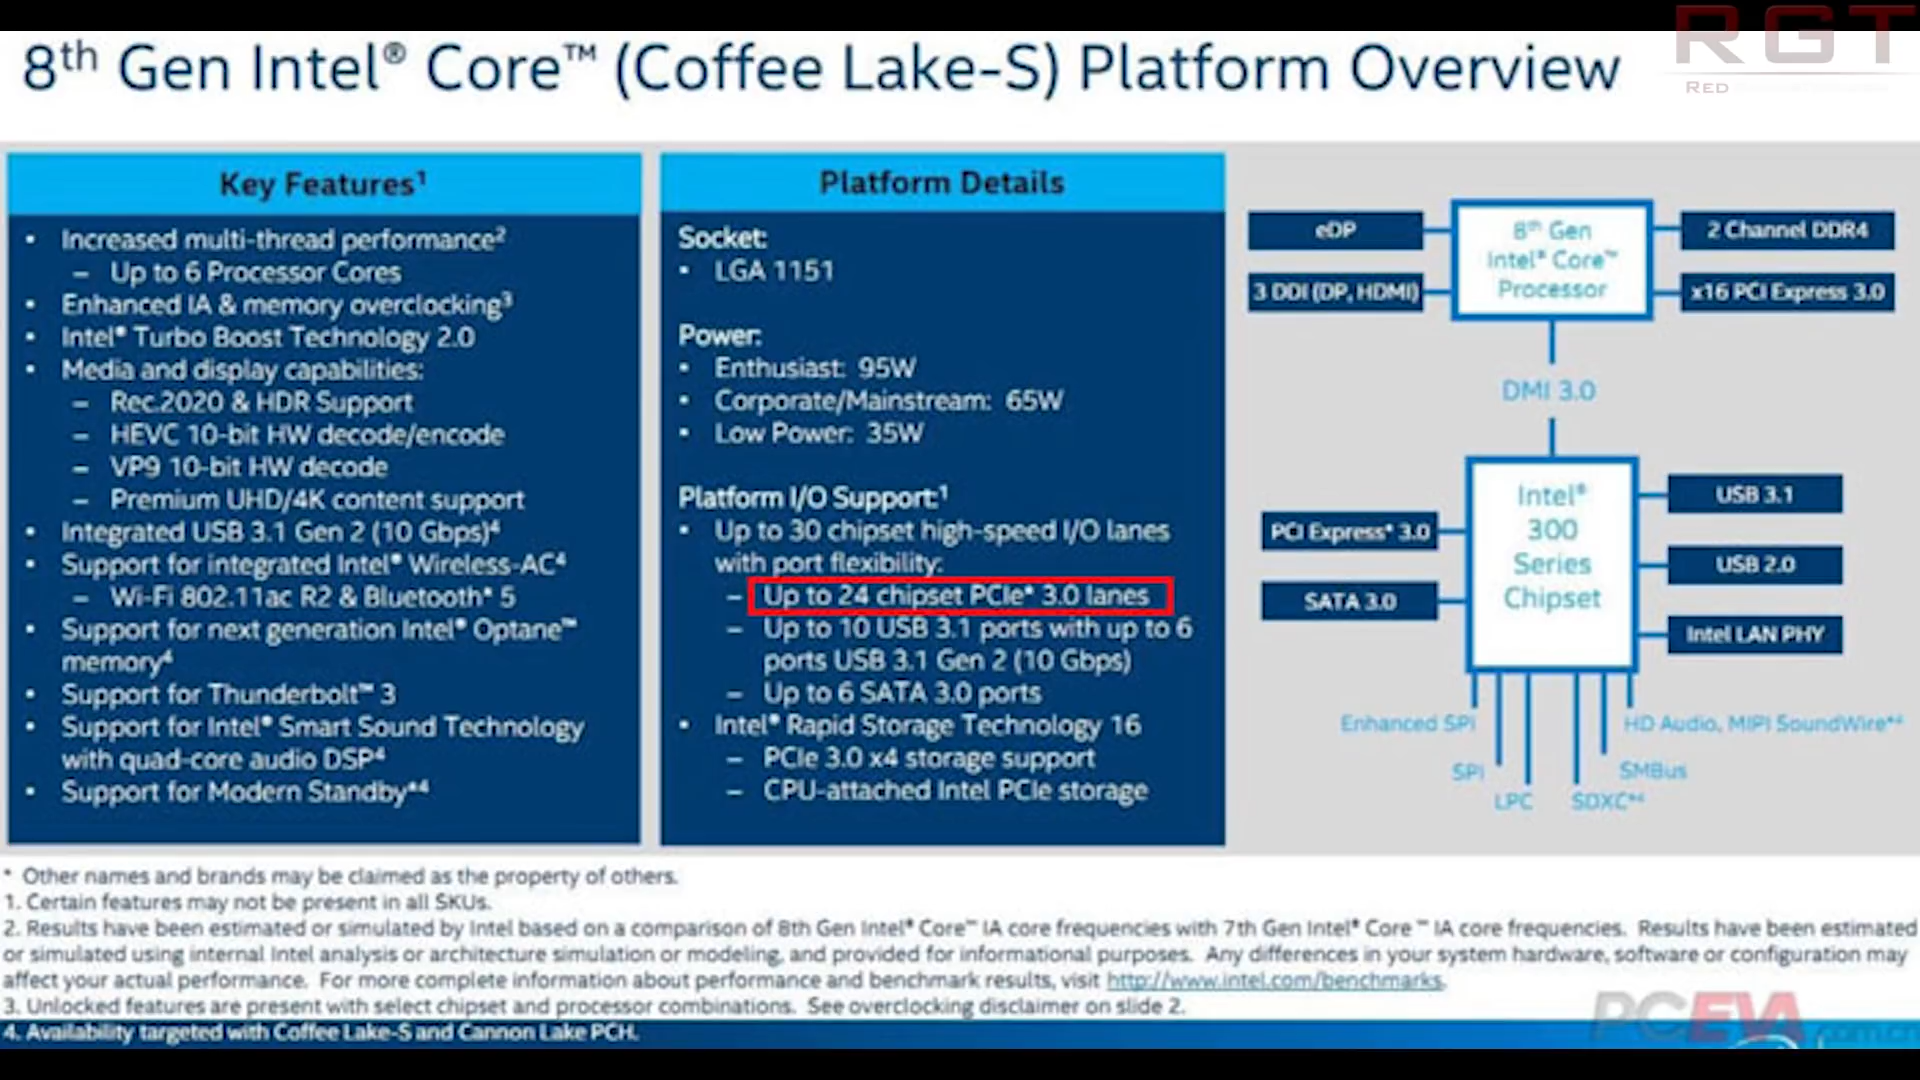 RGT
RED
8th Gen Intel® Core™ (Coffee Lake-S) Platform Overview
Key Features¹
• Increased multi-thread performance²
– Up to 6 Processor Cores
• Enhanced IA & memory overclocking³
• Intel® Turbo Boost Technology 2.0
• Media and display capabilities:
– Rec.2020 & HDR Support
– HEVC 10-bit HW decode/encode
– VP9 10-bit HW decode
– Premium UHD/4K content support
• Integrated USB 3.1 Gen 2 (10 Gbps)⁴
• Support for integrated Intel® Wireless-AC⁴
– Wi-Fi 802.11ac R2 & Bluetooth* 5
• Support for next generation Intel® Optane™
memory⁴
• Support for Thunderbolt™ 3
• Support for Intel® Smart Sound Technology
with quad-core audio DSP⁴
• Support for Modern Standby*⁴
Platform Details
Socket:
• LGA 1151
Power:
• Enthusiast: 95W
• Corporate/Mainstream: 65W
• Low Power: 35W
Platform I/O Support:¹
• Up to 30 chipset high-speed I/O lanes
with port flexibility:
– Up to 24 chipset PCIe* 3.0 lanes
– Up to 10 USB 3.1 ports with up to 6
ports USB 3.1 Gen 2 (10 Gbps)
– Up to 6 SATA 3.0 ports
• Intel® Rapid Storage Technology 16
– PCIe 3.0 x4 storage support
– CPU-attached Intel PCIe storage
eDP
3 DDI (DP, HDMI)
8th Gen
Intel® Core™
Processor
2 Channel DDR4
x16 PCI Express 3.0
DMI 3.0
PCI Express* 3.0
SATA 3.0
Intel®
300
Series
Chipset
USB 3.1
USB 2.0
Intel LAN PHY
Enhanced SPI
HD Audio, MIPI SoundWire*⁴
SPI
SMBus
LPC
SDXC*⁴
* Other names and brands may be claimed as the property of others.
1. Certain features may not be present in all SKUs.
2. Results have been estimated or simulated by Intel based on a comparison of 8th Gen Intel® Core™ IA core frequencies with 7th Gen Intel® Core ™ IA core frequencies. Results have been estimated
or simulated using internal Intel analysis or architecture simulation or modeling, and provided for informational purposes. Any differences in your system hardware, software or configuration may
affect your actual performance. For more complete information about performance and benchmark results, visit http://www.intel.com/benchmarks.
3. Unlocked features are present with select chipset and processor combinations. See overclocking disclaimer on slide 2.
4. Availability targeted with Coffee Lake-S and Cannon Lake PCH.
PCEVA
.com.cn